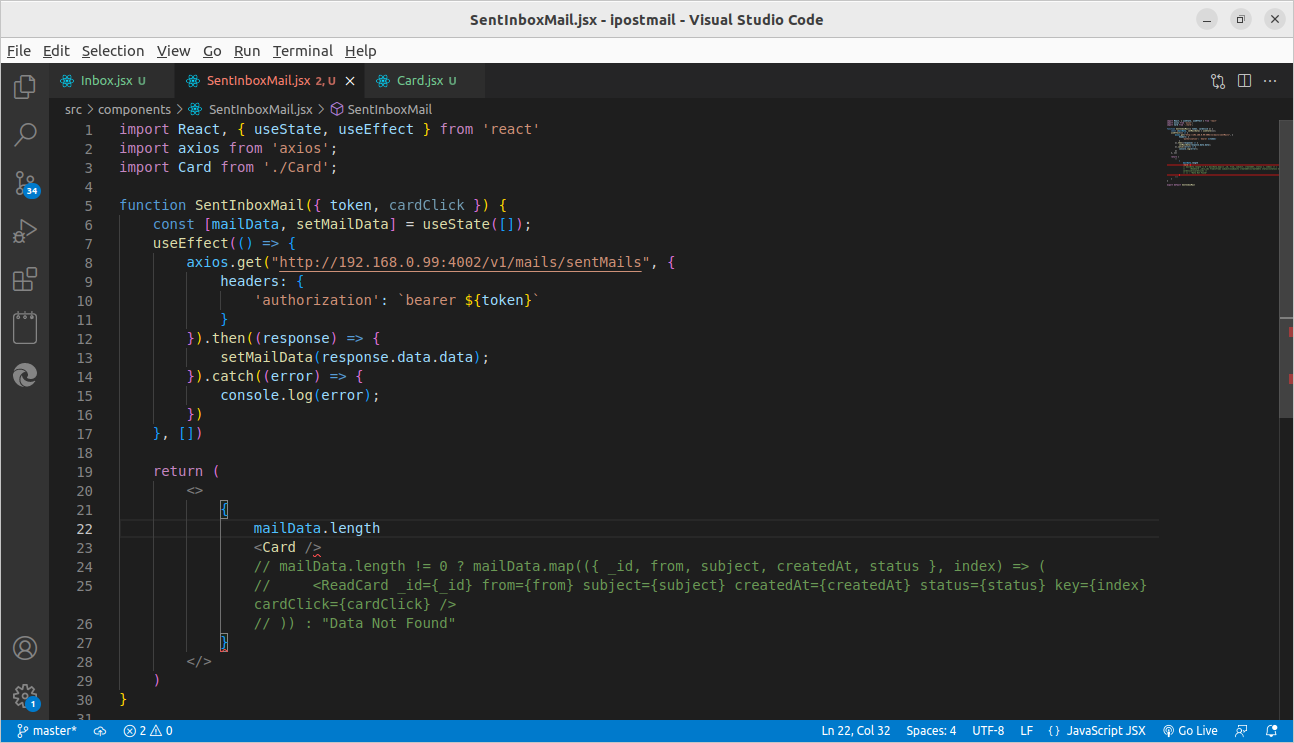 SentInboxMail.jsx - ipostmail - Visual Studio Code
File Edit Selection View Go Run Terminal Help
Inbox.jsx U SentInboxMail.jsx 2, U Card.jsx U
src > components > SentInboxMail.jsx > SentInboxMail
1 import React, { useState, useEffect } from 'react'
2 import axios from 'axios';
3 import Card from './Card';
4
5 function SentInboxMail({ token, cardClick }) {
6 const [mailData, setMailData] = useState([]);
7 useEffect(() => {
8 axios.get("http://192.168.0.99:4002/v1/mails/sentMails", {
9 headers: {
10 'authorization': `bearer ${token}`
11 }
12 }).then((response) => {
13 setMailData(response.data.data);
14 }).catch((error) => {
15 console.log(error);
16 })
17 }, [])
18
19 return (
20 <>
21 {
22 mailData.length
23 <Card />
24 // mailData.length != 0 ? mailData.map(({ _id, from, subject, createdAt, status }, index) => (
25 //     <ReadCard _id={_id} from={from} subject={subject} createdAt={createdAt} status={status} key={index}
cardClick={cardClick} />
26 // )) : "Data Not Found"
27 }
28 </>
29 )
30 }
31
34
1
master* 2 0 Ln 22, Col 32 Spaces: 4 UTF-8 LF {} JavaScript JSX Go Live